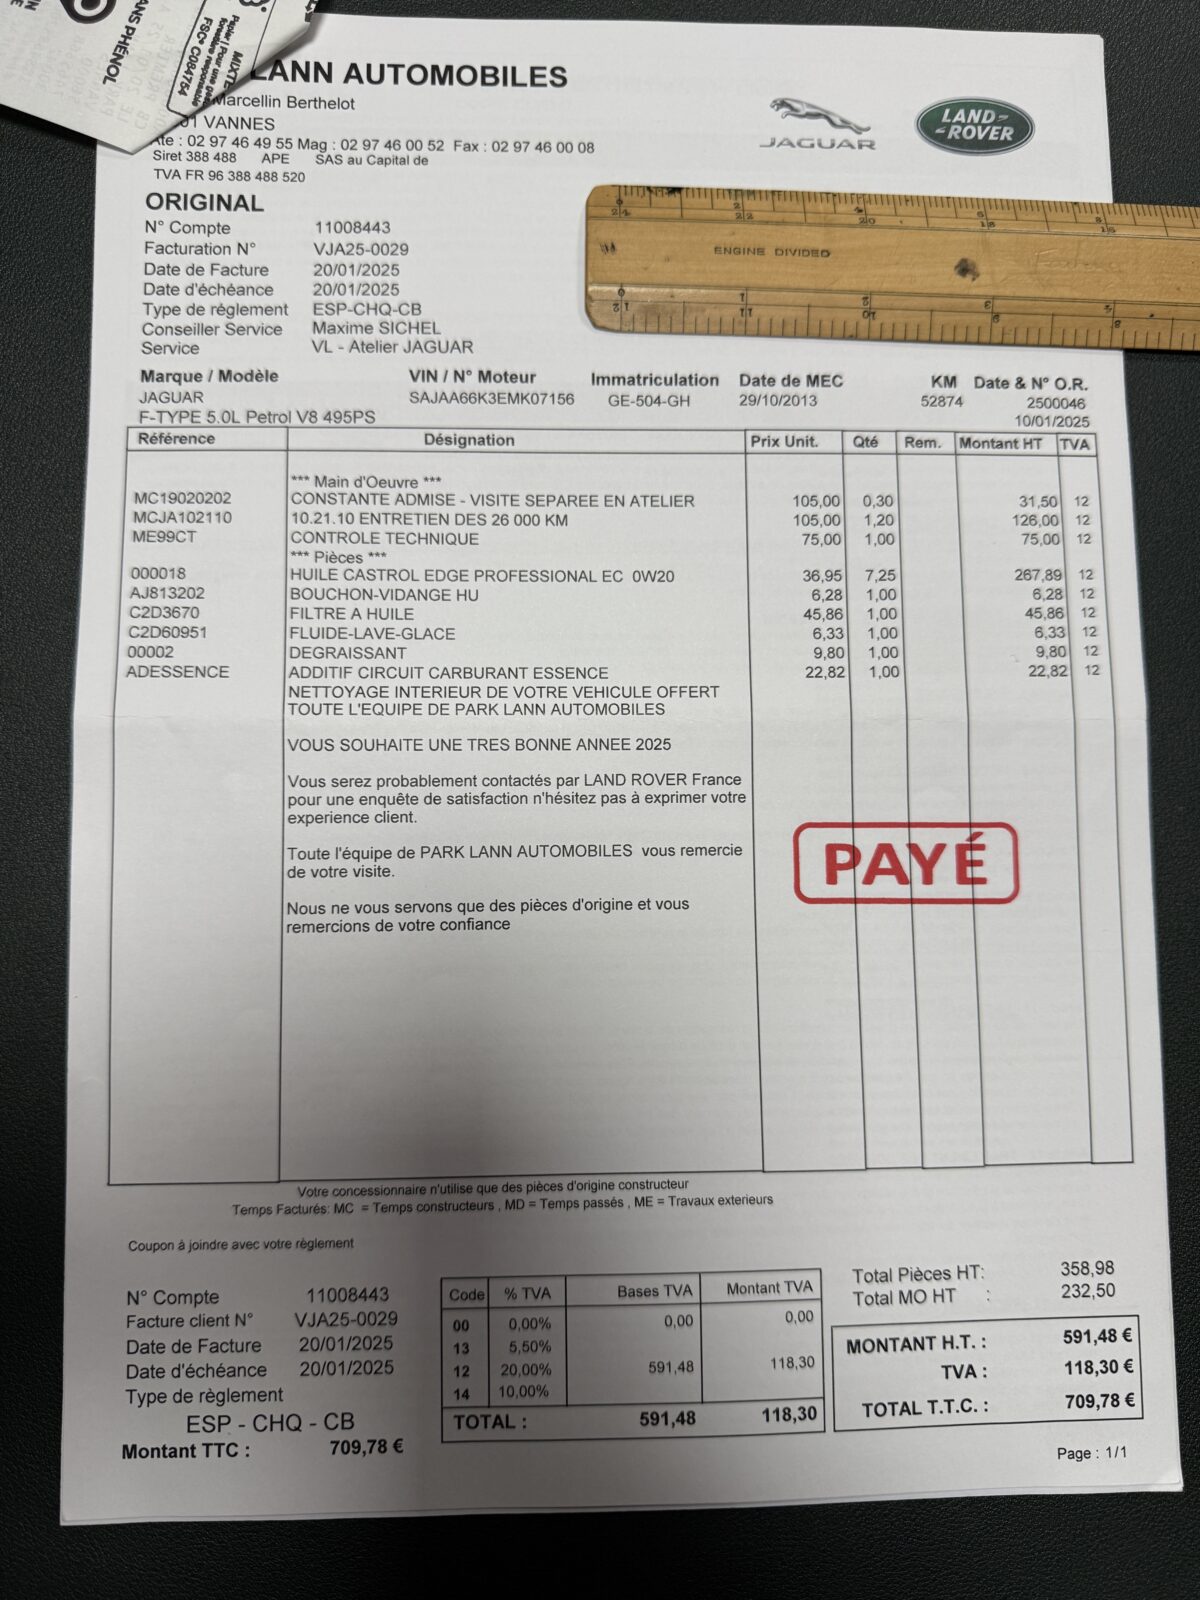 ANS PHÉNOL
MIXTE
Papier | Pour une
FSC® C084754
LANN AUTOMOBILES
Marcellin Berthelot
VANNES
Ate : 02 97 46 49 55 Mag : 02 97 46 00 52 Fax : 02 97 46 00 08
Siret 388 488 APE SAS au Capital de
TVA FR 96 388 488 520
JAGUAR
LAND-
-ROVER
ENGINE DIVIDED
ORIGINAL
N° Compte 11008443
Facturation N° VJA25-0029
Date de Facture 20/01/2025
Date d'échéance 20/01/2025
Type de réglement ESP-CHQ-CB
Conseiller Service Maxime SICHEL
Service VL - Atelier JAGUAR
Marque / Modèle VIN / N° Moteur Immatriculation Date de MEC KM Date & N° O.R.
JAGUAR SAJAA66K3EMK07156 GE-504-GH 29/10/2013 52874 2500046
F-TYPE 5.0L Petrol V8 495PS 10/01/2025
Référence Désignation Prix Unit. Qté Rem. Montant HT TVA
*** Main d'Oeuvre ***
MC19020202 CONSTANTE ADMISE - VISITE SEPAREE EN ATELIER 105,00 0,30 31,50 12
MCJA102110 10.21.10 ENTRETIEN DES 26 000 KM 105,00 1,20 126,00 12
ME99CT CONTROLE TECHNIQUE 75,00 1,00 75,00 12
*** Pièces ***
000018 HUILE CASTROL EDGE PROFESSIONAL EC 0W20 36,95 7,25 267,89 12
AJ813202 BOUCHON-VIDANGE HU 6,28 1,00 6,28 12
C2D3670 FILTRE A HUILE 45,86 1,00 45,86 12
C2D60951 FLUIDE-LAVE-GLACE 6,33 1,00 6,33 12
00002 DEGRAISSANT 9,80 1,00 9,80 12
ADESSENCE ADDITIF CIRCUIT CARBURANT ESSENCE 22,82 1,00 22,82 12
NETTOYAGE INTERIEUR DE VOTRE VEHICULE OFFERT
TOUTE L'EQUIPE DE PARK LANN AUTOMOBILES
VOUS SOUHAITE UNE TRES BONNE ANNEE 2025
Vous serez probablement contactés par LAND ROVER France
pour une enquête de satisfaction n'hésitez pas à exprimer votre
experience client.
Toute l'équipe de PARK LANN AUTOMOBILES vous remercie
de votre visite.
PAYÉ
Nous ne vous servons que des pièces d'origine et vous
remercions de votre confiance
Votre concessionnaire n'utilise que des pièces d'origine constructeur
Temps Facturés: MC = Temps constructeurs , MD = Temps passés , ME = Travaux exterieurs
Coupon à joindre avec votre règlement
N° Compte 11008443
Facture client N° VJA25-0029
Date de Facture 20/01/2025
Date d'échéance 20/01/2025
Type de règlement
ESP - CHQ - CB
Montant TTC : 709,78 €
Code % TVA Bases TVA Montant TVA
00 0,00% 0,00 0,00
13 5,50%
12 20,00% 591,48 118,30
14 10,00%
TOTAL : 591,48 118,30
Total Pièces HT: 358,98
Total MO HT : 232,50
MONTANT H.T. : 591,48 €
TVA : 118,30 €
TOTAL T.T.C. : 709,78 €
Page : 1/1